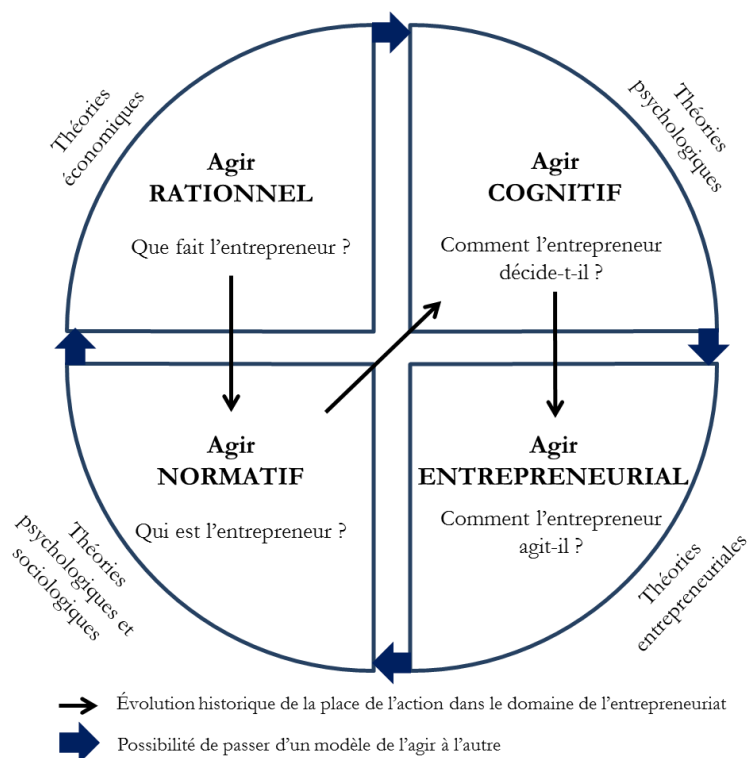 Théories
économiques
Agir
RATIONNEL
Que fait l'entrepreneur ?
Théories
psychologiques
Agir
COGNITIF
Comment l'entrepreneur
décide-t-il ?
Agir
NORMATIF
Qui est l'entrepreneur ?
Théories
psychologiques et
sociologiques
Agir
ENTREPRENEURIAL
Comment l'entrepreneur
agit-il ?
Théories
entrepreneuriales
Évolution historique de la place de l'action dans le domaine de l'entrepreneuriat
Possibilité de passer d'un modèle de l'agir à l'autre